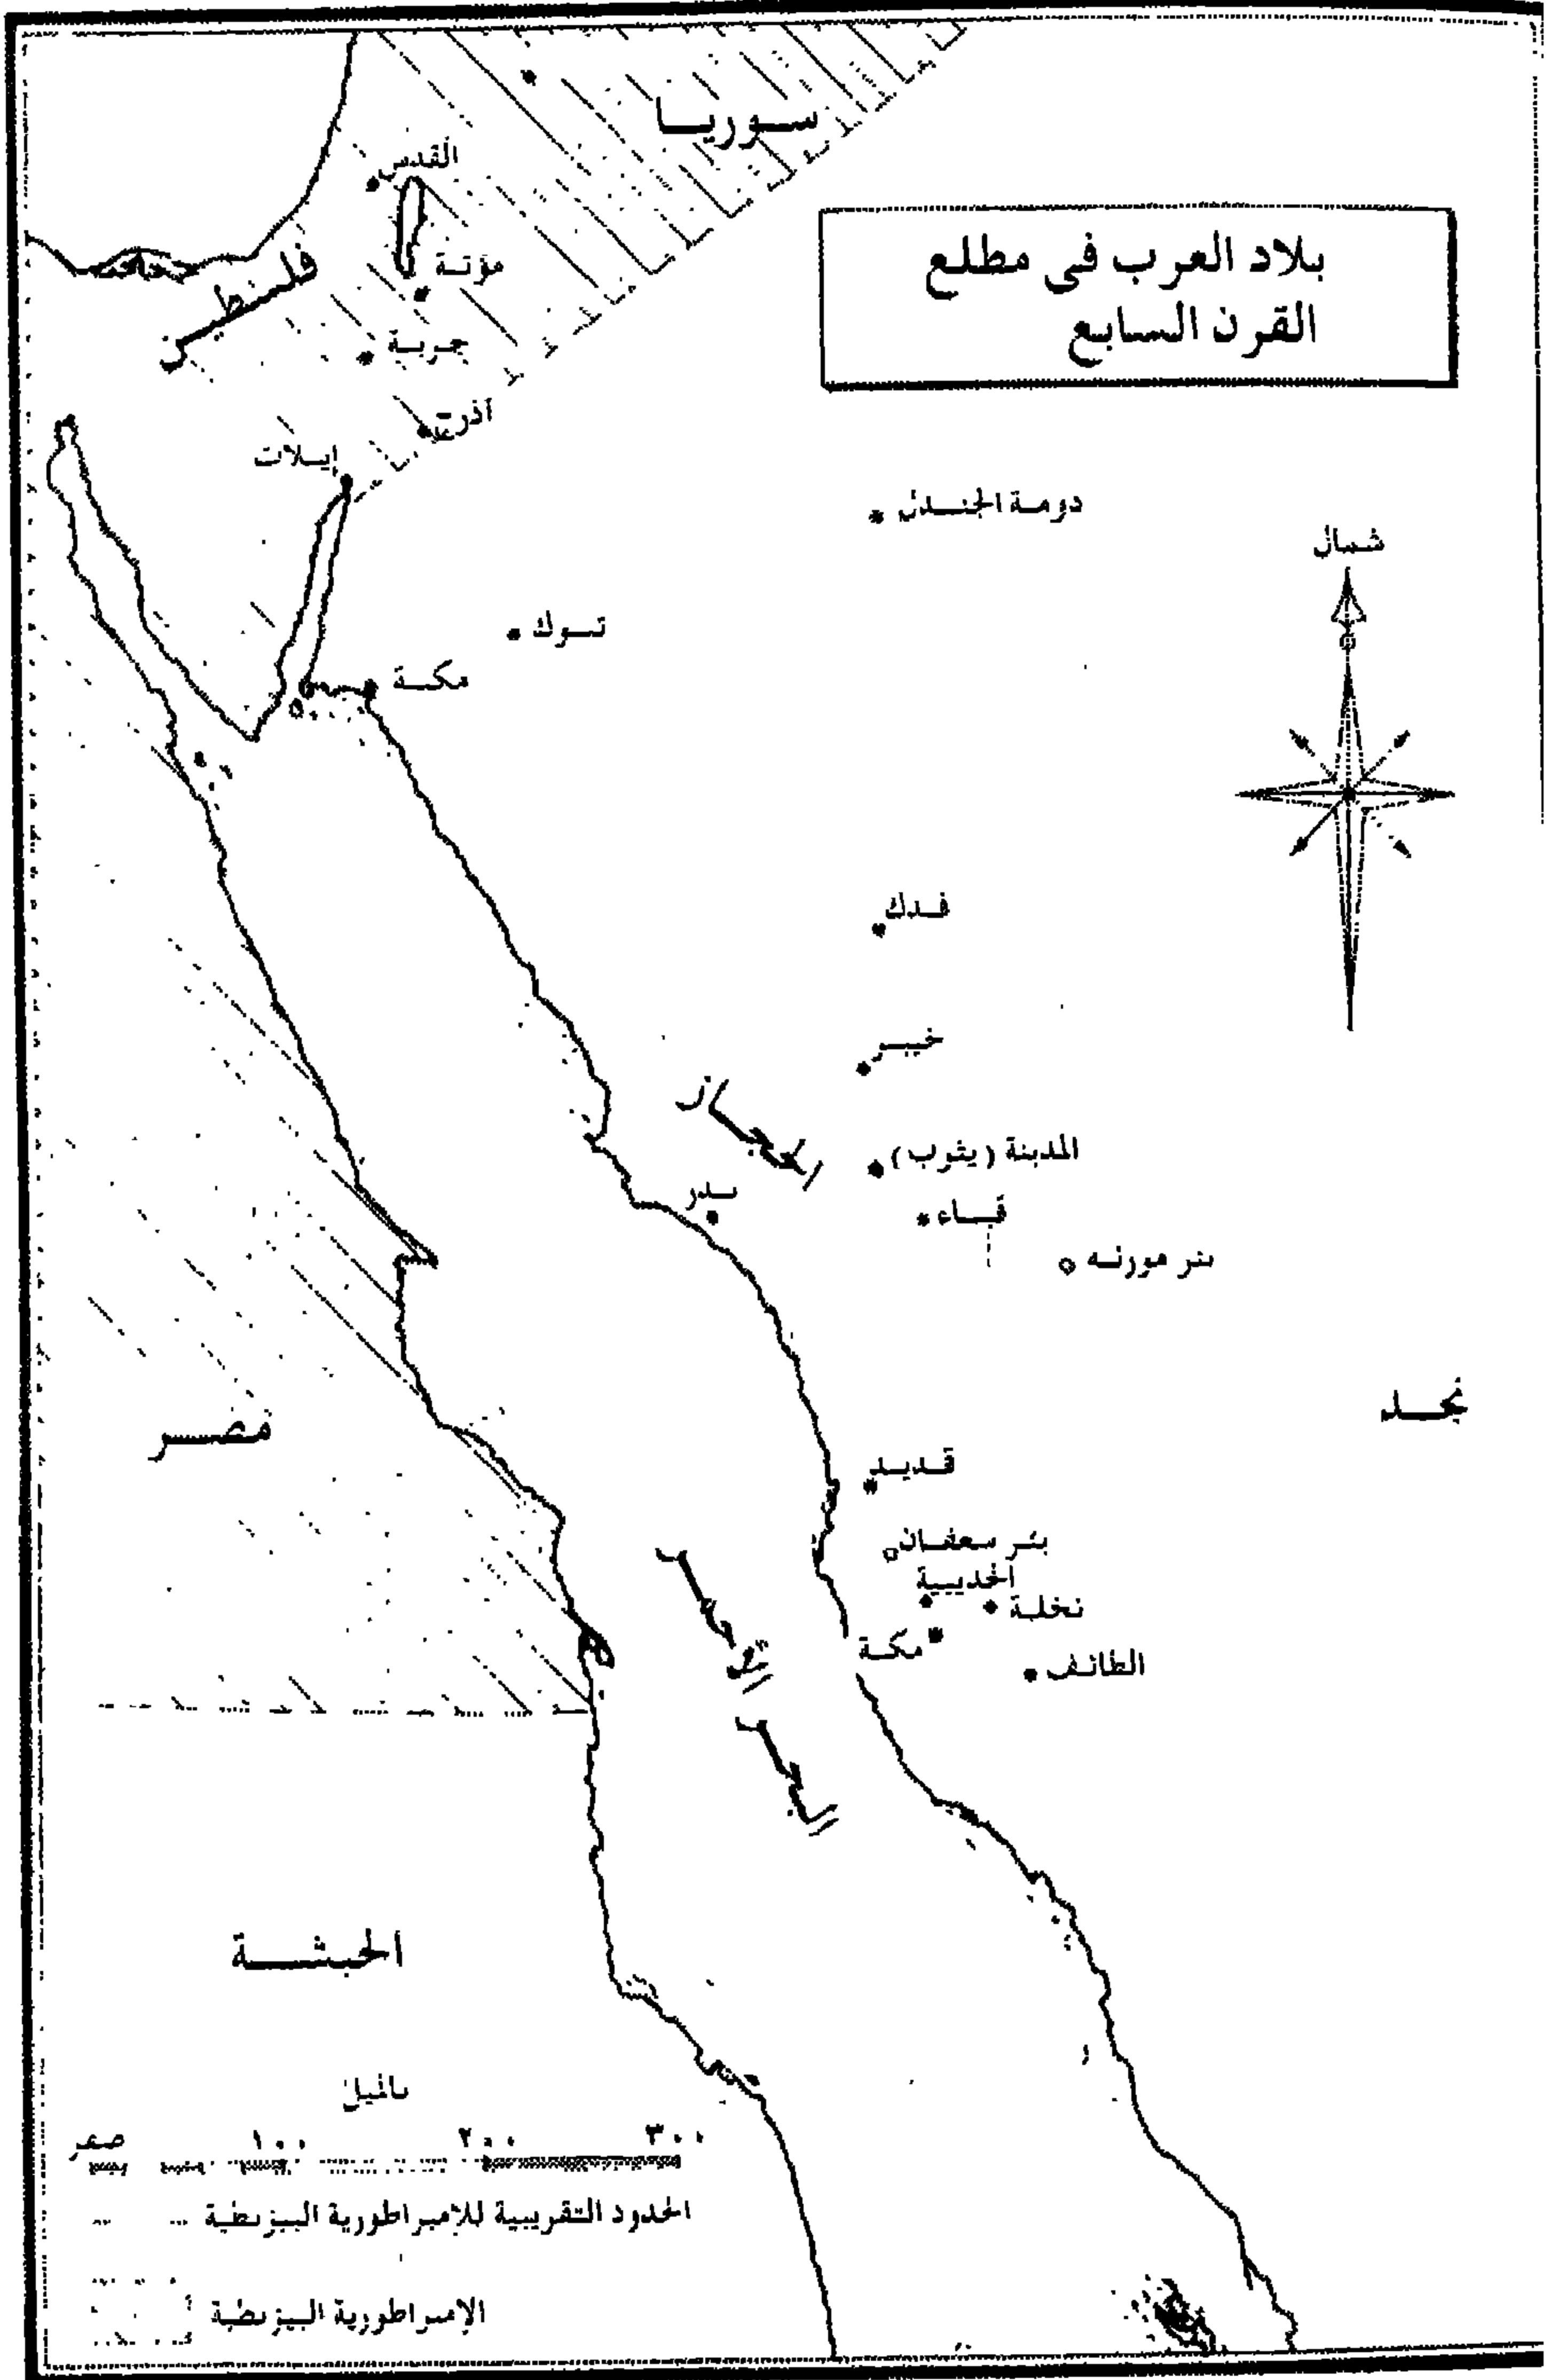 سوريا
القدس
بلاد العرب فى مطلع
القرن السابع
فلسطين
مؤتة
جربة
أذرح
إيلات
دومة الجندل
شمال
تبوك
مكة
فدك
خيبر
الحجاز
المدينة (يثرب)
بدر
قباء
نجد
مصر
قديد
بئر سعفان
الحديبية
نخلة
مكة
الطائف
البحر الأحمر
الحبشة
بالميل
صفر ١٠٠ ٢٠٠ ٣٠٠
الحدود التقريبية للإمبراطورية البيزنطية
الإمبراطورية البيزنطية